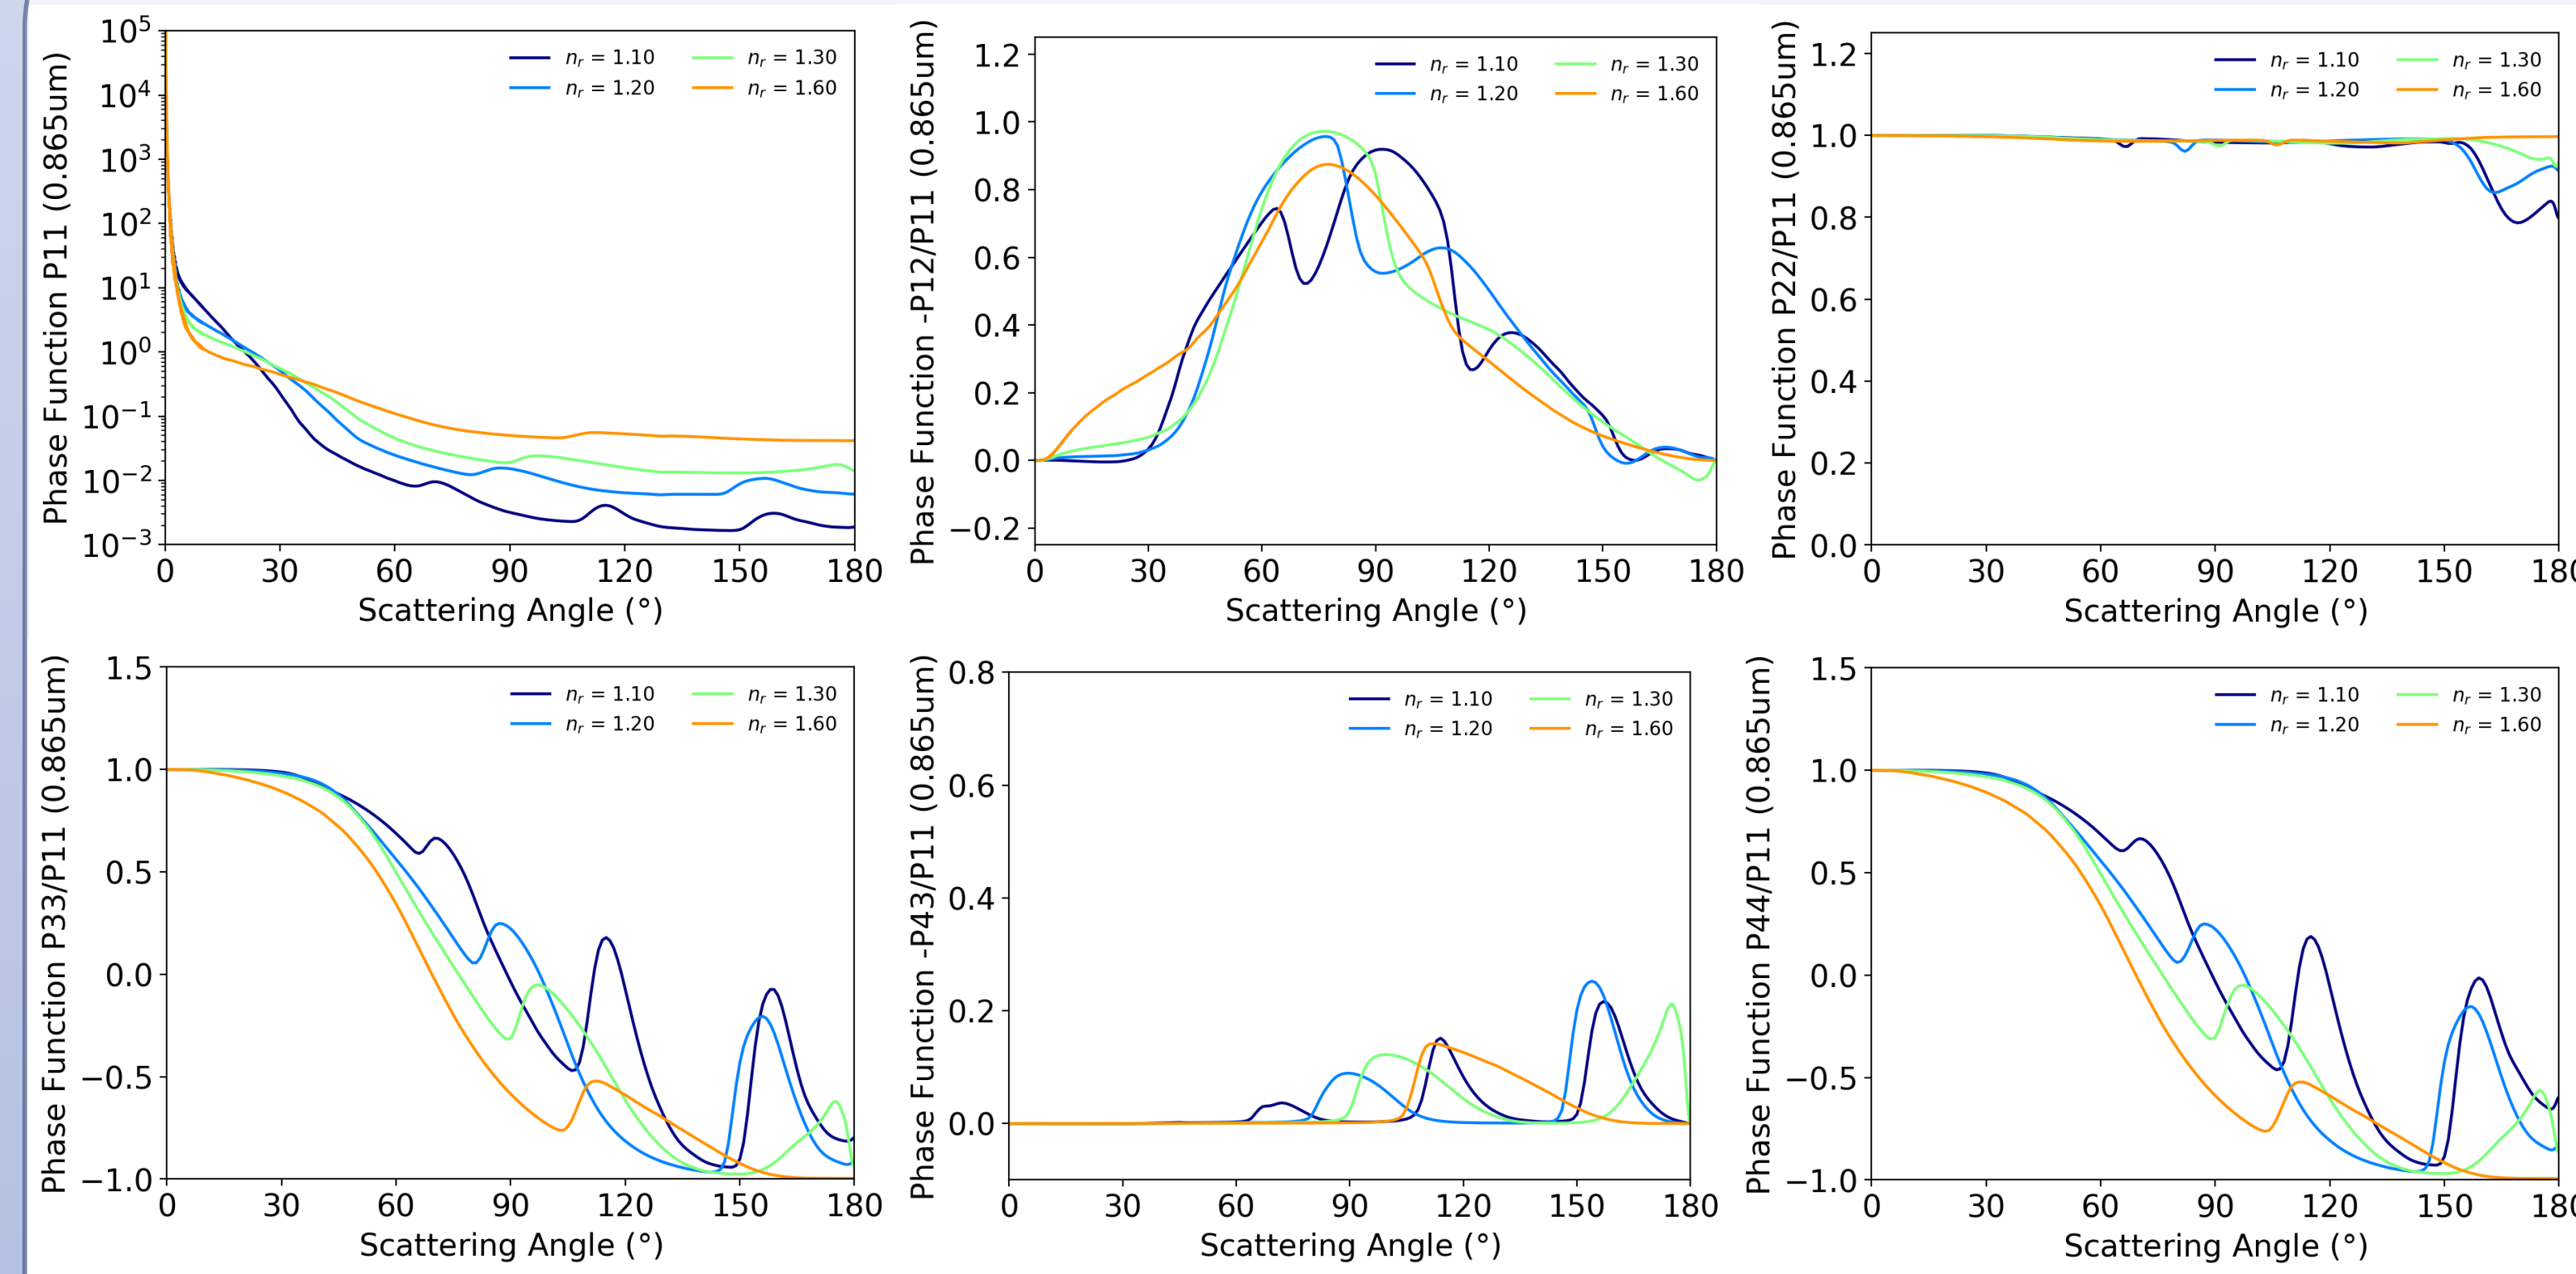 Phase Function P11 (0.865um)
10⁵
10⁴
10³
10²
10¹
10⁰
10⁻¹
10⁻²
10⁻³
n_r = 1.10 n_r = 1.30
n_r = 1.20 n_r = 1.60
0 30 60 90 120 150 180
Scattering Angle (°)
Phase Function -P12/P11 (0.865um)
1.2
1.0
0.8
0.6
0.4
0.2
0.0
−0.2
n_r = 1.10 n_r = 1.30
n_r = 1.20 n_r = 1.60
0 30 60 90 120 150 180
Scattering Angle (°)
Phase Function P22/P11 (0.865um)
1.2
1.0
0.8
0.6
0.4
0.2
0.0
n_r = 1.10 n_r = 1.30
n_r = 1.20 n_r = 1.60
0 30 60 90 120 150 180
Scattering Angle (°)
Phase Function P33/P11 (0.865um)
1.5
1.0
0.5
0.0
−0.5
−1.0
n_r = 1.10 n_r = 1.30
n_r = 1.20 n_r = 1.60
0 30 60 90 120 150 180
Scattering Angle (°)
Phase Function -P43/P11 (0.865um)
0.8
0.6
0.4
0.2
0.0
n_r = 1.10 n_r = 1.30
n_r = 1.20 n_r = 1.60
0 30 60 90 120 150 180
Scattering Angle (°)
Phase Function P44/P11 (0.865um)
1.5
1.0
0.5
0.0
−0.5
−1.0
n_r = 1.10 n_r = 1.30
n_r = 1.20 n_r = 1.60
0 30 60 90 120 150 180
Scattering Angle (°)